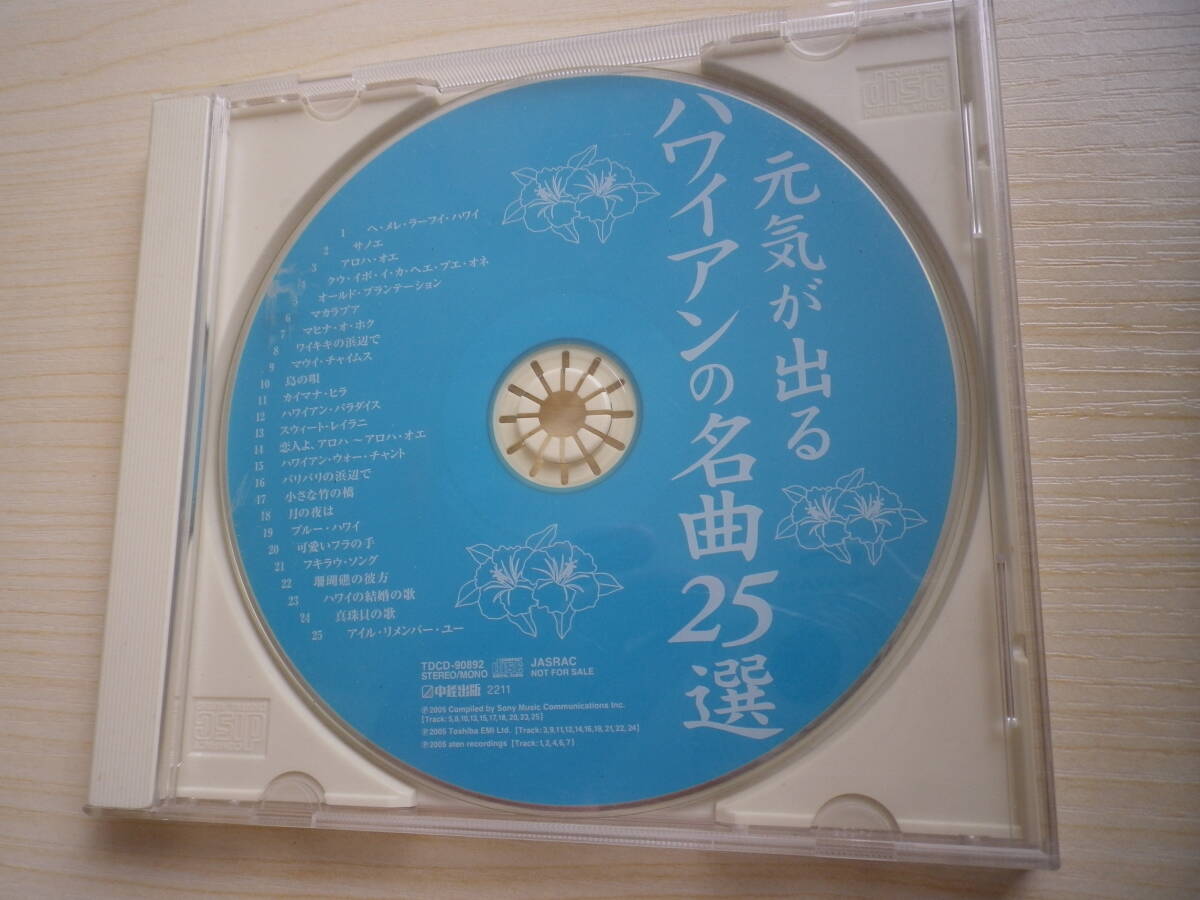 元気が出る
ハワイアンの名曲25選
1 ヘ・メレ・ラーフイ・ハワイ
2 サノエ
3 アロハ・オエ
4 クウ・イポ・イ・カ・ヘエ・プエ・オネ
5 オールド・プランテーション
6 マカラプア
7 マヒナ・オ・ホク
8 ワイキキの浜辺で
9 マウイ・チャイムス
10 島の唄
11 カイマナ・ヒラ
12 ハワイアン・パラダイス
13 スウィート・レイラニ
14 恋人よ、アロハ ～アロハ・オエ
15 ハワイアン・ウォー・チャント
16 パリパリの浜辺で
17 小さな竹の橋
18 月の夜は
19 ブルー・ハワイ
20 可愛いフラの手
21 フキラウ・ソング
22 珊瑚礁の彼方
23 ハワイの結婚の歌
24 真珠貝の歌
25 アイル・リメンバー・ユー
TDCD-90892
STEREO/MONO
disc
JASRAC
NOT FOR SALE
中経出版 2211
℗2005 Compiled by Sony Music Communications Inc.
[Track: 5,8,10,13,15,17,18, 20, 23, 25]
℗2005 Toshiba EMI Ltd. [Track: 3,9,11,12,14,16,19, 21, 22, 24]
℗2005 aten recordings [Track: 1, 2, 4, 6, 7]
disc
disc